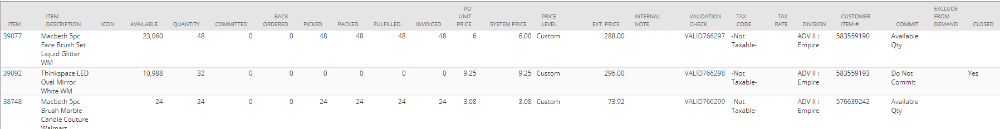 ITEM ITEM DESCRIPTION ICON AVAILABLE QUANTITY COMMITTED BACK ORDERED PICKED PACKED FULFILLED INVOICED PO UNIT PRICE SYSTEM PRICE PRICE LEVEL EXT. PRICE INTERNAL NOTE VALIDATION CHECK TAX CODE TAX RATE DIVISION CUSTOMER ITEM # COMMIT EXCLUDE FROM DEMAND CLOSED
39077 Macbeth 5pc 23,060 48 0 0 48 48 48 48 6 6.00 Custom 288.00 VALID766297 -Not ADV II : 583559190 Available
Face Brush Set Taxable- Empire Qty
Liquid Glitter
WM
39092 Thinkspace LED 10,988 32 0 0 0 0 0 0 9.25 9.25 Custom 296.00 VALID766298 -Not ADV II : 583559193 Do Not Yes
Oval Mirror Taxable- Empire Commit
White WM
38748 Macbeth 5pc 24 24 0 0 24 24 24 24 3.08 3.08 Custom 73.92 VALID766299 -Not ADV II : 576639242 Available
Brush Marble Taxable- Empire Qty
Candie Couture
Walmart